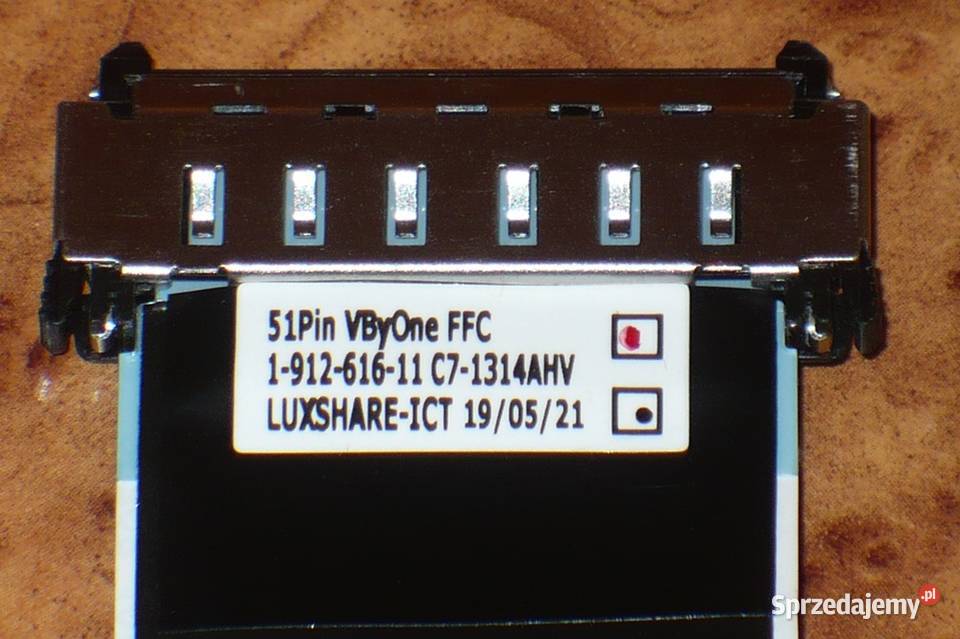 51Pin VByOne FFC
1-912-616-11 C7-1314AHV
LUXSHARE-ICT 19/05/21
Sprzedajemy.pl